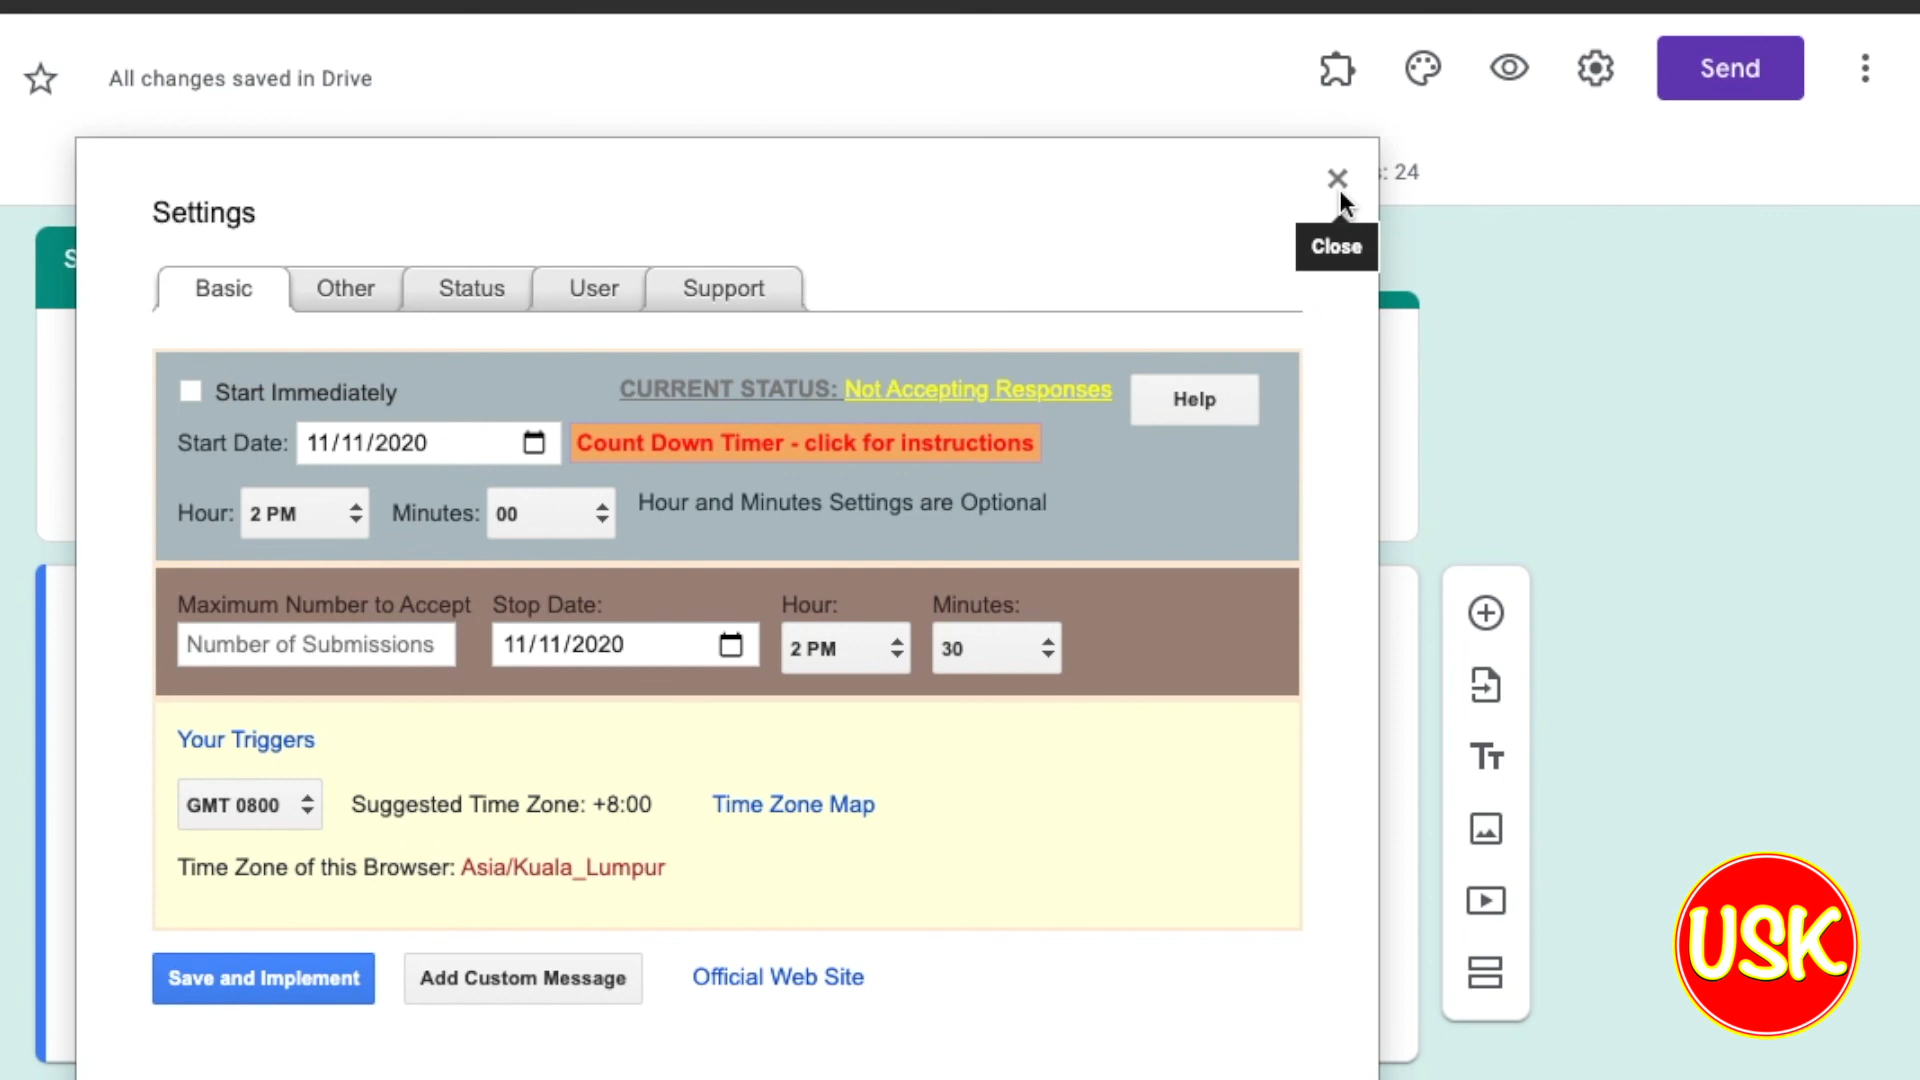 All changes saved in Drive
Send
: 24
Settings
Close
S
Basic
Other
Status
User
Support
Start Immediately
CURRENT STATUS: Not Accepting Responses
Help
Start Date: 11/11/2020
Count Down Timer - click for instructions
Hour: 2 PM
Minutes: 00
Hour and Minutes Settings are Optional
Maximum Number to Accept
Stop Date:
Hour:
Minutes:
Number of Submissions
11/11/2020
2 PM
30
Your Triggers
GMT 0800
Suggested Time Zone: +8:00
Time Zone Map
Time Zone of this Browser: Asia/Kuala_Lumpur
Save and Implement
Add Custom Message
Official Web Site
Tт
USK